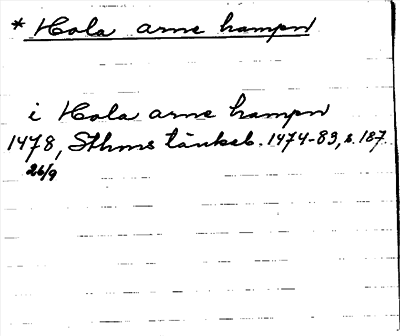 * Hola arne hampn
i Hola arne hampn
1478, Sthms tänkeb. 1474-83, s. 187
26/9